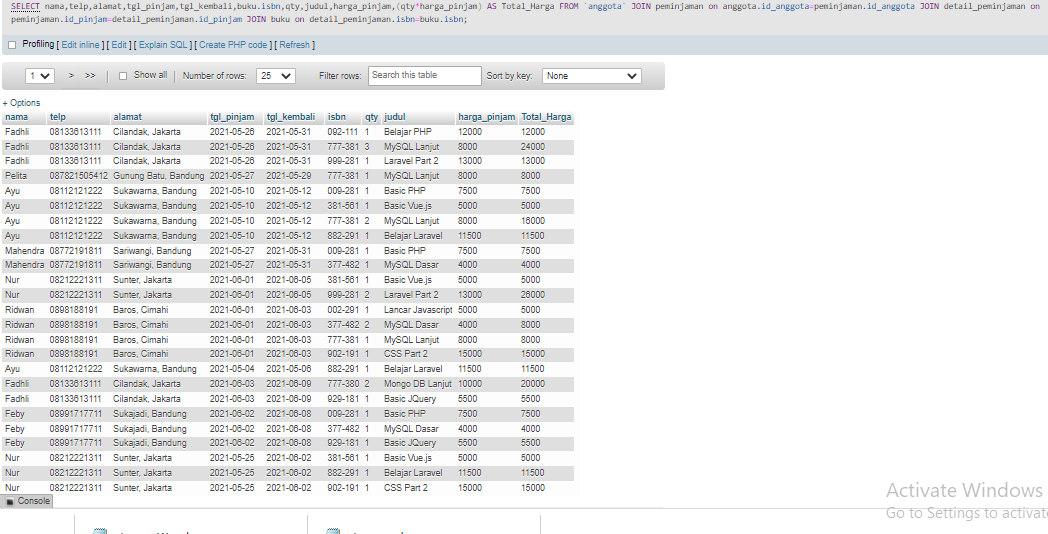 SELECT nama,telp,alamat,tgl_pinjam,tgl_kembali,buku.isbn,qty,judul,harga_pinjam,(qty*harga_pinjam) AS Total_Harga FROM `anggota` JOIN peminjaman on anggota.id_anggota=peminjaman.id_anggota JOIN detail_peminjaman on
peminjaman.id_pinjam=detail_peminjaman.id_pinjam JOIN buku on detail_peminjaman.isbn=buku.isbn;
Profiling [ Edit inline ] [ Edit ] [ Explain SQL ] [ Create PHP code ] [ Refresh ]
1 > >> Show all Number of rows: 25 Filter rows: Search this table Sort by key: None
+ Options
nama telp alamat tgl_pinjam tgl_kembali isbn qty judul harga_pinjam Total_Harga
Fadhli 08133613111 Cilandak, Jakarta 2021-05-26 2021-05-31 092-111 1 Belajar PHP 12000 12000
Fadhli 08133613111 Cilandak, Jakarta 2021-05-26 2021-05-31 777-381 3 MySQL Lanjut 8000 24000
Fadhli 08133613111 Cilandak, Jakarta 2021-05-26 2021-05-31 999-281 1 Laravel Part 2 13000 13000
Pelita 087821505412 Gunung Batu, Bandung 2021-05-27 2021-05-29 777-381 1 MySQL Lanjut 8000 8000
Ayu 08112121222 Sukawarna, Bandung 2021-05-10 2021-05-12 009-281 1 Basic PHP 7500 7500
Ayu 08112121222 Sukawarna, Bandung 2021-05-10 2021-05-12 381-561 1 Basic Vue.js 5000 5000
Ayu 08112121222 Sukawarna, Bandung 2021-05-10 2021-05-12 777-381 2 MySQL Lanjut 8000 16000
Ayu 08112121222 Sukawarna, Bandung 2021-05-10 2021-05-12 882-291 1 Belajar Laravel 11500 11500
Mahendra 08772191811 Sariwangi, Bandung 2021-05-27 2021-05-31 009-281 1 Basic PHP 7500 7500
Mahendra 08772191811 Sariwangi, Bandung 2021-05-27 2021-05-31 377-482 1 MySQL Dasar 4000 4000
Nur 08212221311 Sunter, Jakarta 2021-06-01 2021-06-05 381-561 1 Basic Vue.js 5000 5000
Nur 08212221311 Sunter, Jakarta 2021-06-01 2021-06-05 999-281 2 Laravel Part 2 13000 26000
Ridwan 0898188191 Baros, Cimahi 2021-06-01 2021-06-03 002-291 1 Lancar Javascript 5000 5000
Ridwan 0898188191 Baros, Cimahi 2021-06-01 2021-06-03 377-482 2 MySQL Dasar 4000 8000
Ridwan 0898188191 Baros, Cimahi 2021-06-01 2021-06-03 777-381 1 MySQL Lanjut 8000 8000
Ridwan 0898188191 Baros, Cimahi 2021-06-01 2021-06-03 902-191 1 CSS Part 2 15000 15000
Ayu 08112121222 Sukawarna, Bandung 2021-05-04 2021-05-06 882-291 1 Belajar Laravel 11500 11500
Fadhli 08133613111 Cilandak, Jakarta 2021-06-03 2021-06-09 777-380 2 Mongo DB Lanjut 10000 20000
Fadhli 08133613111 Cilandak, Jakarta 2021-06-03 2021-06-09 929-181 1 Basic JQuery 5500 5500
Feby 08991717711 Sukajadi, Bandung 2021-06-02 2021-06-08 009-281 1 Basic PHP 7500 7500
Feby 08991717711 Sukajadi, Bandung 2021-06-02 2021-06-08 377-482 1 MySQL Dasar 4000 4000
Feby 08991717711 Sukajadi, Bandung 2021-06-02 2021-06-08 929-181 1 Basic JQuery 5500 5500
Nur 08212221311 Sunter, Jakarta 2021-05-25 2021-06-02 381-561 1 Basic Vue.js 5000 5000
Nur 08212221311 Sunter, Jakarta 2021-05-25 2021-06-02 882-291 1 Belajar Laravel 11500 11500
Nur 08212221311 Sunter, Jakarta 2021-05-25 2021-06-02 902-191 1 CSS Part 2 15000 15000
Console
Activate Windows
Go to Settings to activate